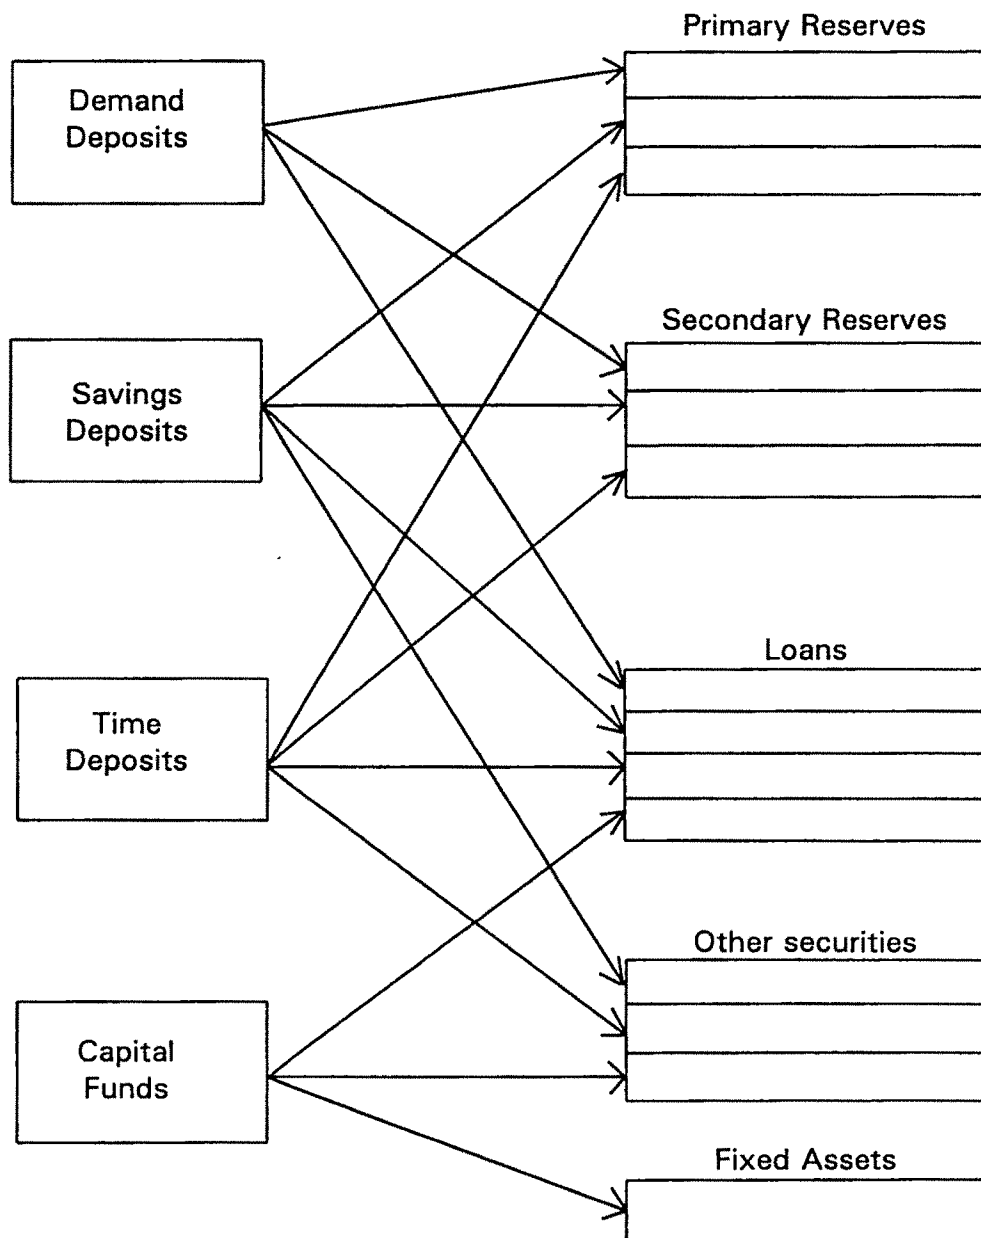 Primary Reserves
Demand
Deposits
Secondary Reserves
Savings
Deposits
Loans
Time
Deposits
Other securities
Capital
Funds
Fixed Assets